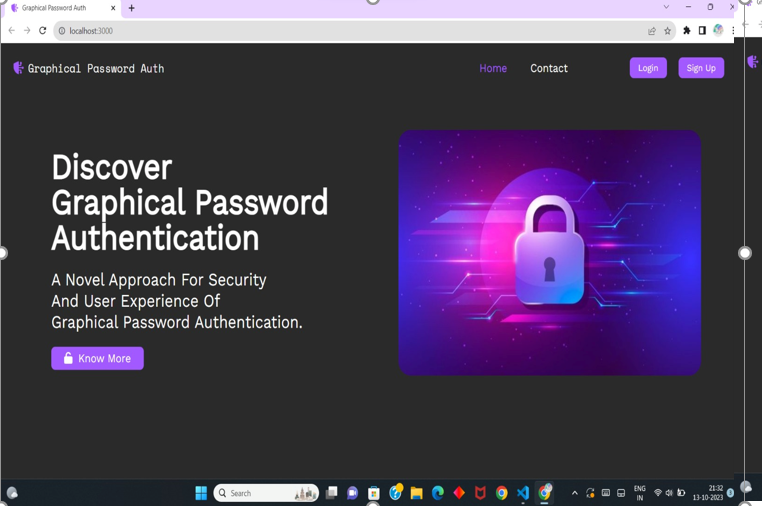 Graphical Password Auth
localhost:3000
Graphical Password Auth
Home
Contact
Login
Sign Up
Discover
Graphical Password
Authentication
A Novel Approach For Security
And User Experience Of
Graphical Password Authentication.
Know More
Search
ENG
IN
21:32
13-10-2023